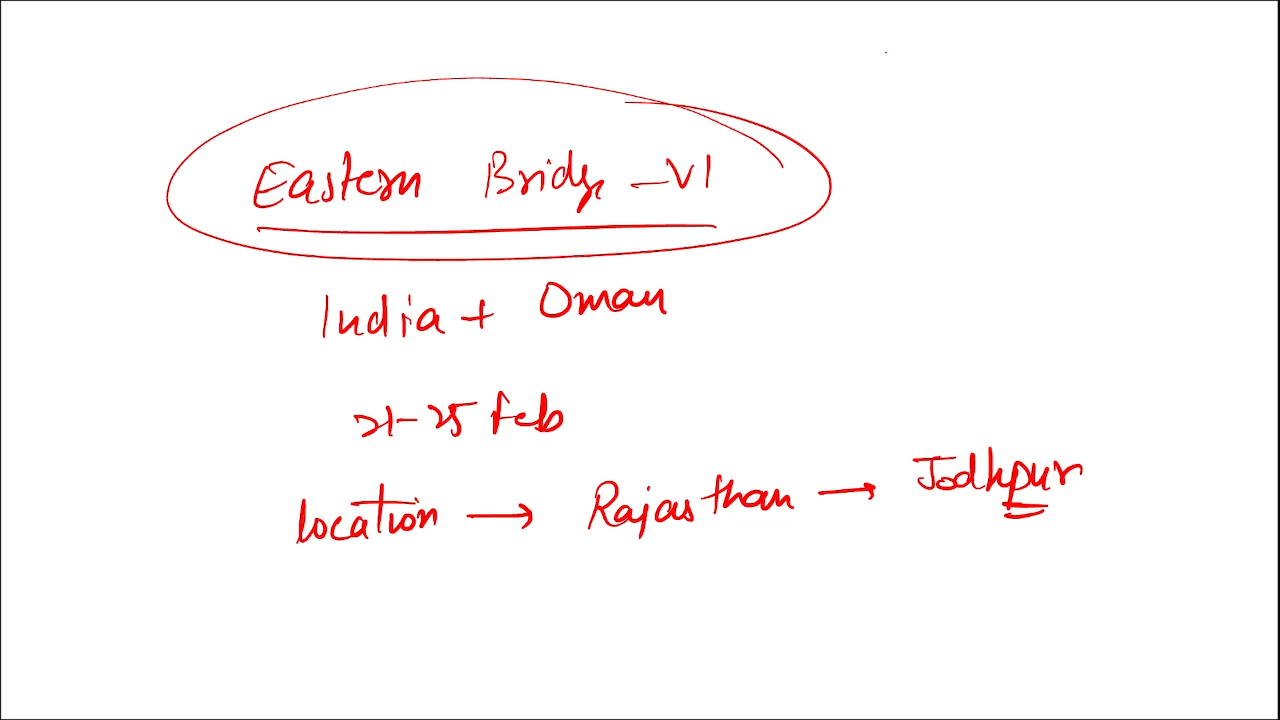 Eastern Bridge - VI
India + Oman
21-25 Feb
location → Rajasthan → Jodhpur